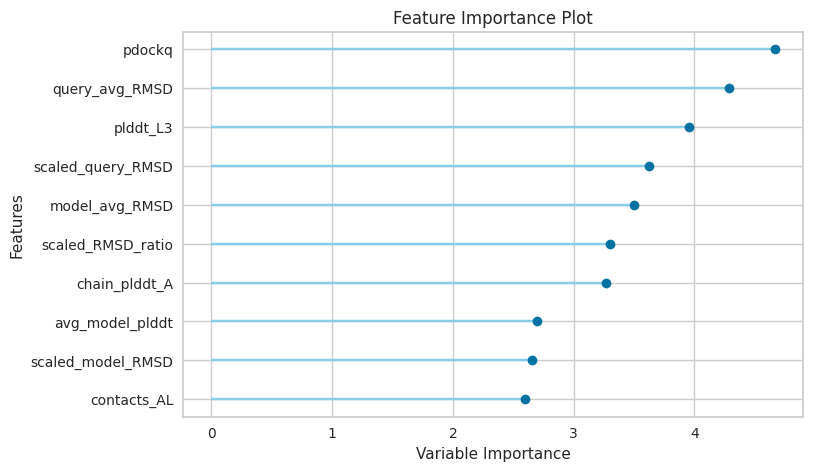 Feature Importance Plot
pdockq
query_avg_RMSD
plddt_L3
scaled_query_RMSD
model_avg_RMSD
scaled_RMSD_ratio
chain_plddt_A
avg_model_plddt
scaled_model_RMSD
contacts_AL
Features
0 1 2 3 4
Variable Importance